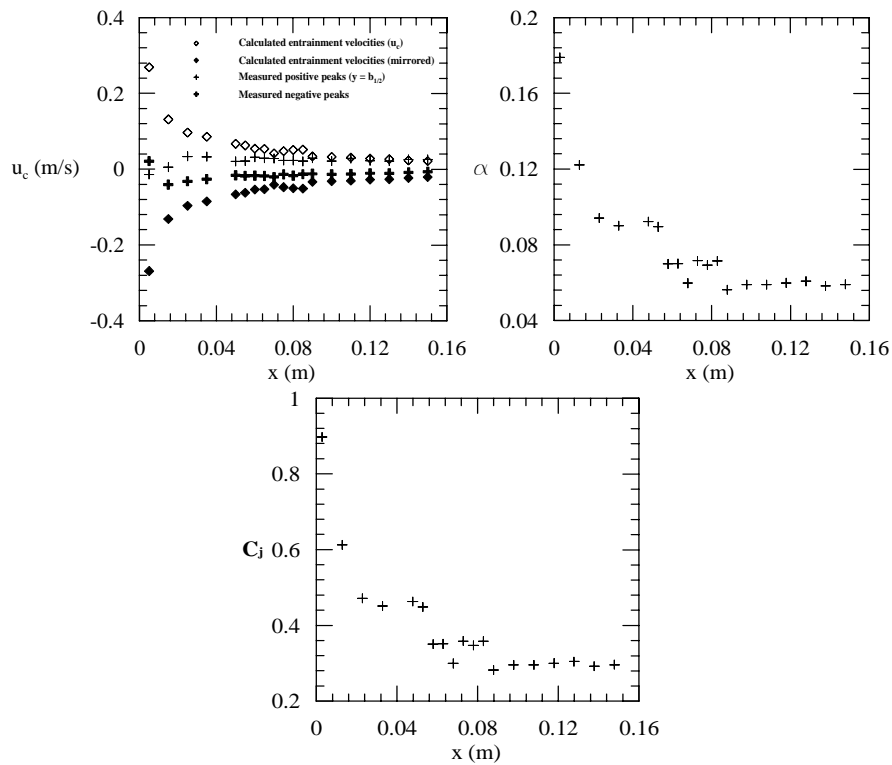 0.4
0.2
0
-0.2
-0.4
u_c (m/s)
Calculated entrainment velocities (u_c)
Calculated entrainment velocities (mirrored)
Measured positive peaks (y = b_1/2)
Measured negative peaks
0 0.04 0.08 0.12 0.16
x (m)
0.2
0.16
0.12
0.08
0.04
α
0 0.04 0.08 0.12 0.16
x (m)
1
0.8
0.6
0.4
0.2
C_j
0 0.04 0.08 0.12 0.16
x (m)